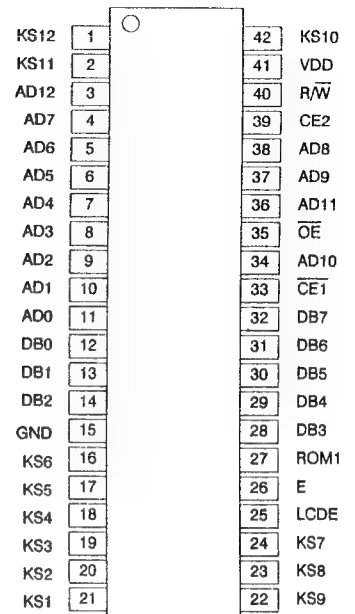 KS12 1 42 KS10
KS11 2 41 VDD
AD12 3 40 R/W̅
AD7 4 39 CE2
AD6 5 38 AD8
AD5 6 37 AD9
AD4 7 36 AD11
AD3 8 35 O̅E̅
AD2 9 34 AD10
AD1 10 33 C̅E̅1̅
AD0 11 32 DB7
DB0 12 31 DB6
DB1 13 30 DB5
DB2 14 29 DB4
GND 15 28 DB3
KS6 16 27 ROM1
KS5 17 26 E
KS4 18 25 LCDE
KS3 19 24 KS7
KS2 20 23 KS8
KS1 21 22 KS9